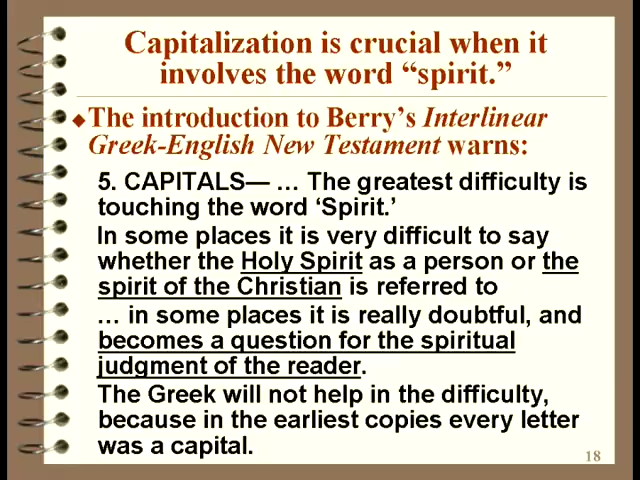 Capitalization is crucial when it
involves the word “spirit.”
The introduction to Berry’s Interlinear
Greek-English New Testament warns:
5. CAPITALS— … The greatest difficulty is
touching the word ‘Spirit.’
In some places it is very difficult to say
whether the Holy Spirit as a person or the
spirit of the Christian is referred to
… in some places it is really doubtful, and
becomes a question for the spiritual
judgment of the reader.
The Greek will not help in the difficulty,
because in the earliest copies every letter
was a capital.
18